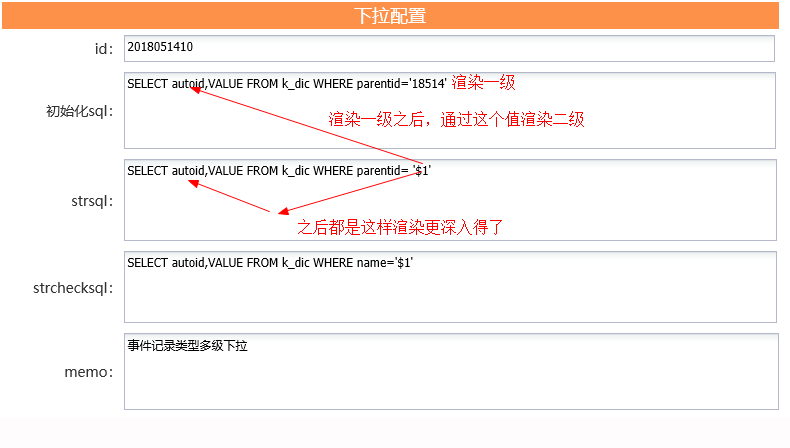 下拉配置
id: 2018051410
SELECT autoid,VALUE FROM k_dic WHERE parentid='18514' 渲染一级
初始化sql:
渲染一级之后，通过这个值渲染二级
SELECT autoid,VALUE FROM k_dic WHERE parentid= '$1'
strsql:
之后都是这样渲染更深入得了
SELECT autoid,VALUE FROM k_dic WHERE name='$1'
strchecksql:
事件记录类型多级下拉
memo: